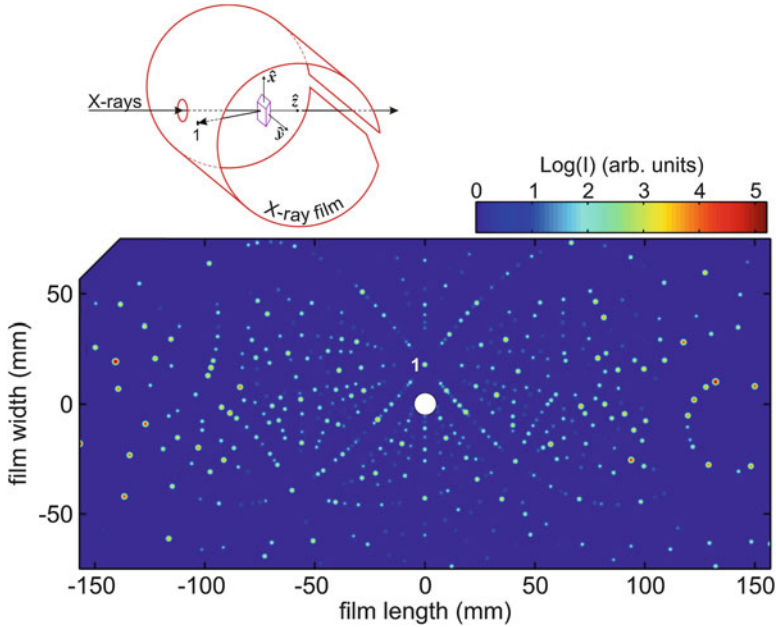 X-rays
1
x̂
ẑ
ŷ
X-ray film
Log(I) (arb. units)
0 1 2 3 4 5
50
0
-50
film width (mm)
1
-150 -100 -50 0 50 100 150
film length (mm)